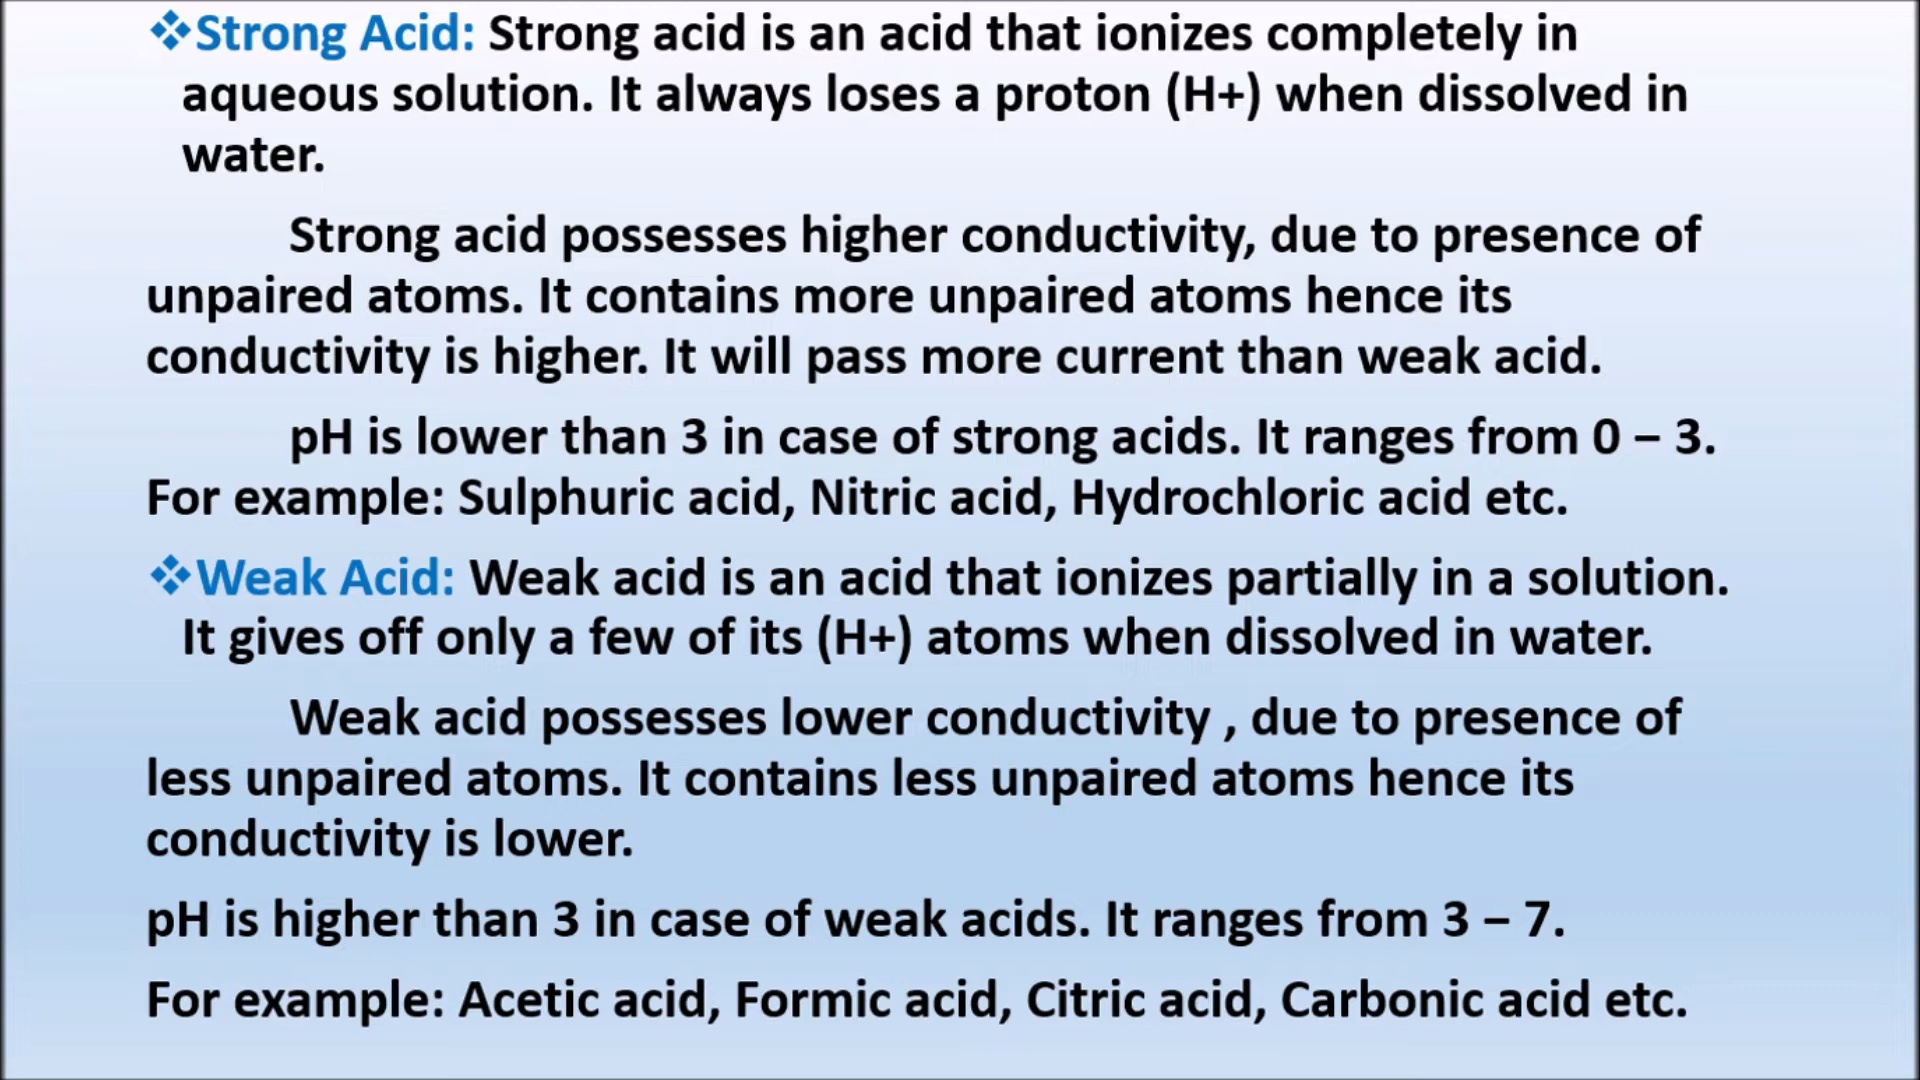 ❖Strong Acid: Strong acid is an acid that ionizes completely in
aqueous solution. It always loses a proton (H+) when dissolved in
water.
Strong acid possesses higher conductivity, due to presence of
unpaired atoms. It contains more unpaired atoms hence its
conductivity is higher. It will pass more current than weak acid.
pH is lower than 3 in case of strong acids. It ranges from 0 – 3.
For example: Sulphuric acid, Nitric acid, Hydrochloric acid etc.
❖Weak Acid: Weak acid is an acid that ionizes partially in a solution.
It gives off only a few of its (H+) atoms when dissolved in water.
Weak acid possesses lower conductivity , due to presence of
less unpaired atoms. It contains less unpaired atoms hence its
conductivity is lower.
pH is higher than 3 in case of weak acids. It ranges from 3 – 7.
For example: Acetic acid, Formic acid, Citric acid, Carbonic acid etc.